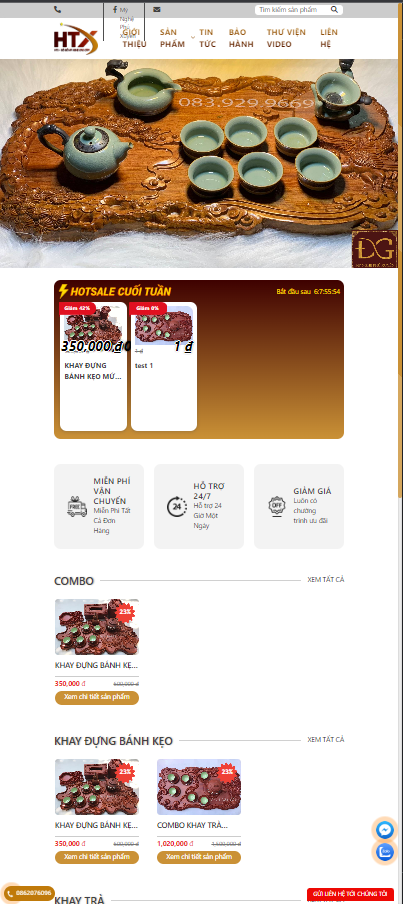 Mỹ Nghệ Phú Xuyên
Tìm kiếm sản phẩm
HTX
GIỚI THIỆU
SẢN PHẨM
TIN TỨC
BẢO HÀNH
THƯ VIỆN VIDEO
LIÊN HỆ
083.929.9669
ĐG
HOTSALE CUỐI TUẦN
Bắt đầu sau 6:7:55:54
Giảm 42%
Giảm 0%
350,000 ₫
1 ₫
1 ₫
KHAY ĐỰNG
BÁNH KẸO MỨ...
test 1
MIỄN PHÍ
VẬN
CHUYỂN
Miễn Phí Tất
Cả Đơn
Hàng
24
HỖ TRỢ
24/7
Hỗ trợ 24
Giờ Một
Ngày
OFF
GIẢM GIÁ
Luôn có
chương
trình ưu đãi
COMBO
XEM TẤT CẢ
23%
KHAY ĐỰNG BÁNH KẸ...
350,000 ₫
600,000 ₫
Xem chi tiết sản phẩm
KHAY ĐỰNG BÁNH KẸO
XEM TẤT CẢ
23%
23%
KHAY ĐỰNG BÁNH KẸ...
COMBO KHAY TRÀ...
350,000 ₫
600,000 ₫
1,020,000 ₫
1,500,000 ₫
Xem chi tiết sản phẩm
Xem chi tiết sản phẩm
0862076096
GỬI LIÊN HỆ TỚI CHÚNG TÔI
KHAY TRÀ